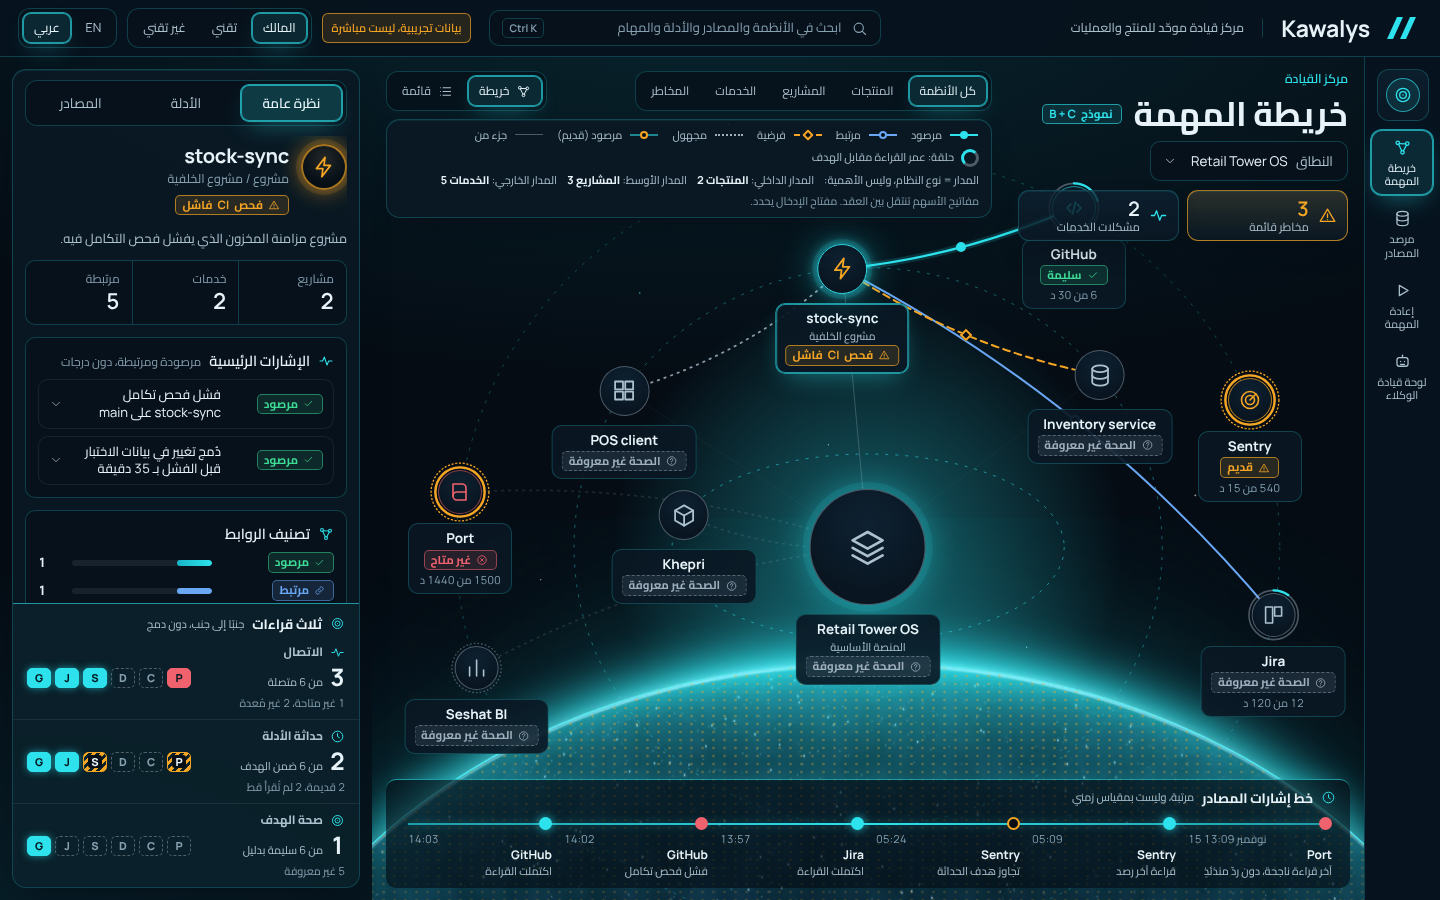 Kawalys
مركز قيادة موحّد للمنتج والعمليات
ابحث في الأنظمة والمصادر والأدلة والمهام
Ctrl K
بيانات تجريبية، ليست مباشرة
المالك
تقني
غير تقني
EN
عربي
خريطة المهمة
مرصد المصادر
إعادة المهمة
لوحة قيادة الوكلاء
مركز القيادة
خريطة المهمة
نموذج B+C
النطاق Retail Tower OS
3
مخاطر قائمة
2
مشكلات الخدمات
كل الأنظمة
المنتجات
المشاريع
الخدمات
المخاطر
خريطة
قائمة
مرصود
مرتبط
فرضية
مجهول
مرصود (قديم)
جزء من
حلقة: عمر القراءة مقابل الهدف
المدار = نوع النظام، وليس الأهمية: المدار الداخلي: المنتجات 2 المدار الأوسط: المشاريع 3 المدار الخارجي: الخدمات 5
مفاتيح الأسهم تتنقل بين العقد. مفتاح الإدخال يحدد.
GitHub
سليمة
6 من 30 د
stock-sync
مشروع الخلفية
فحص CI فاشل
Inventory service
الصحة غير معروفة
POS client
الصحة غير معروفة
Sentry
قديم
540 من 15 د
Port
غير متاح
1500 من 1440 د
Khepri
الصحة غير معروفة
Retail Tower OS
المنصة الأساسية
الصحة غير معروفة
Jira
الصحة غير معروفة
12 من 120 د
Seshat BI
الصحة غير معروفة
خط إشارات المصادر
مرتبة، وليست بمقياس زمني
15 نوفمبر 13:09
Port
آخر قراءة ناجحة، دون ردّ منذئذٍ
05:09
Sentry
قراءة آخر رصد
05:24
Sentry
تجاوز هدف الحداثة
13:57
Jira
اكتملت القراءة
14:02
GitHub
فشل فحص تكامل
14:03
GitHub
اكتملت القراءة
نظرة عامة
الأدلة
المصادر
stock-sync
مشروع / مشروع الخلفية
فحص CI فاشل
مشروع مزامنة المخزون الذي يفشل فحص التكامل فيه.
مشاريع
2
خدمات
2
مرتبطة
5
الإشارات الرئيسية
مرصودة ومرتبطة، دون درجات
مرصود
فشل فحص تكامل
stock-sync على main
مرصود
دُمج تغيير في بيانات الاختبار
قبل الفشل بـ 35 دقيقة
تصنيف الروابط
مرصود
1
مرتبط
1
ثلاث قراءات
جنبًا إلى جنب، دون دمج
الاتصال
3 من 6 متصلة
G J S D C P
1 غير متاحة، 2 غير مُعدة
حداثة الأدلة
2 من 6 ضمن الهدف
G J S D C P
2 قديمة، 2 لم تُقرأ قط
صحة الهدف
1 من 6 سليمة بدليل
G J S D C P
5 غير معروفة